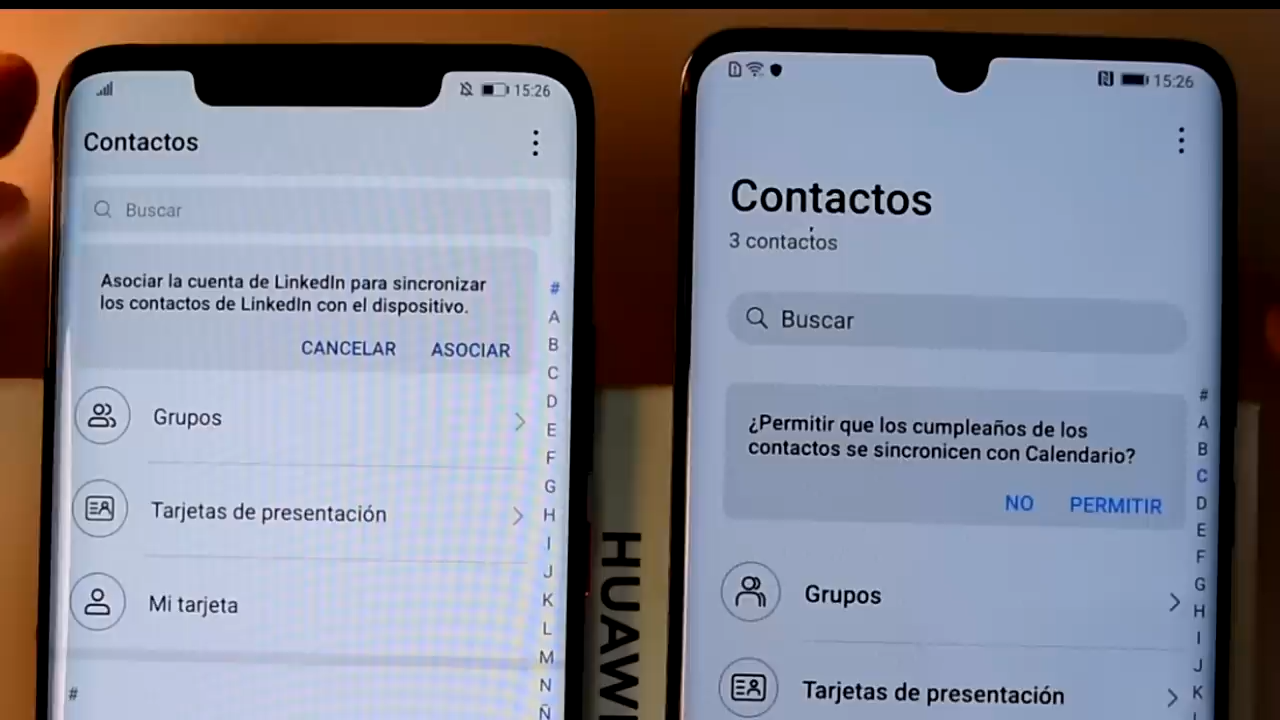 15:26
Contactos
Buscar
Asociar la cuenta de LinkedIn para sincronizar
los contactos de LinkedIn con el dispositivo.
CANCELAR ASOCIAR
Grupos
Tarjetas de presentación
Mi tarjeta
#
#
A
B
C
D
E
F
G
H
I
J
K
L
M
N
Ñ
HUAWEI
15:26
Contactos
3 contactos
Buscar
¿Permitir que los cumpleaños de los
contactos se sincronicen con Calendario?
NO PERMITIR
Grupos
Tarjetas de presentación
#
A
B
C
D
E
F
G
H
I
J
K